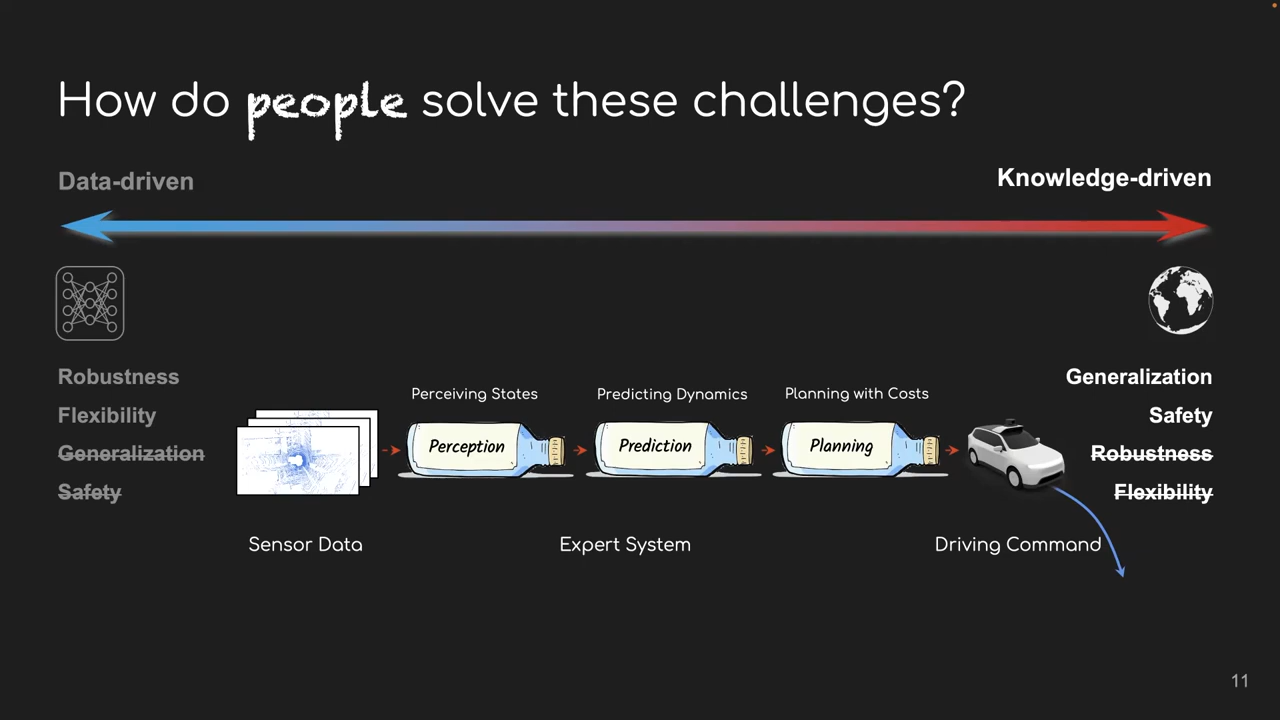 How do people solve these challenges?
Data-driven
Knowledge-driven
Robustness
Flexibility
Generalization
Safety
Perceiving States
Predicting Dynamics
Planning with Costs
Perception
Prediction
Planning
Sensor Data
Expert System
Driving Command
Generalization
Safety
Robustness
Flexibility
11